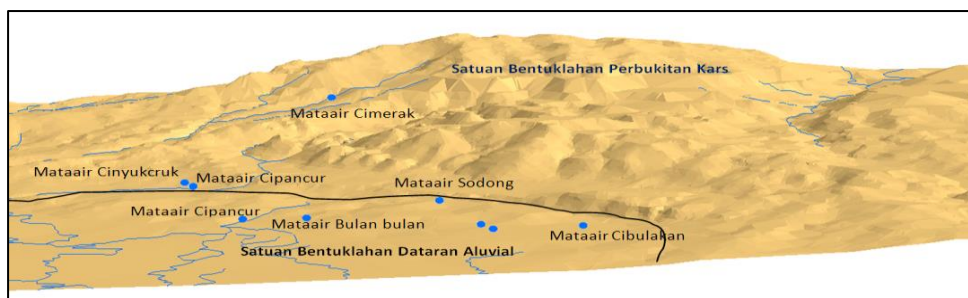 Satuan Bentuklahan Perbukitan Kars
Mataair Cimerak
Mataair Cinyukcruk
Mataair Cipancur
Mataair Sodong
Mataair Cipancur
Mataair Bulan bulan
Mataair Cibulakan
Satuan Bentuklahan Dataran Aluvial